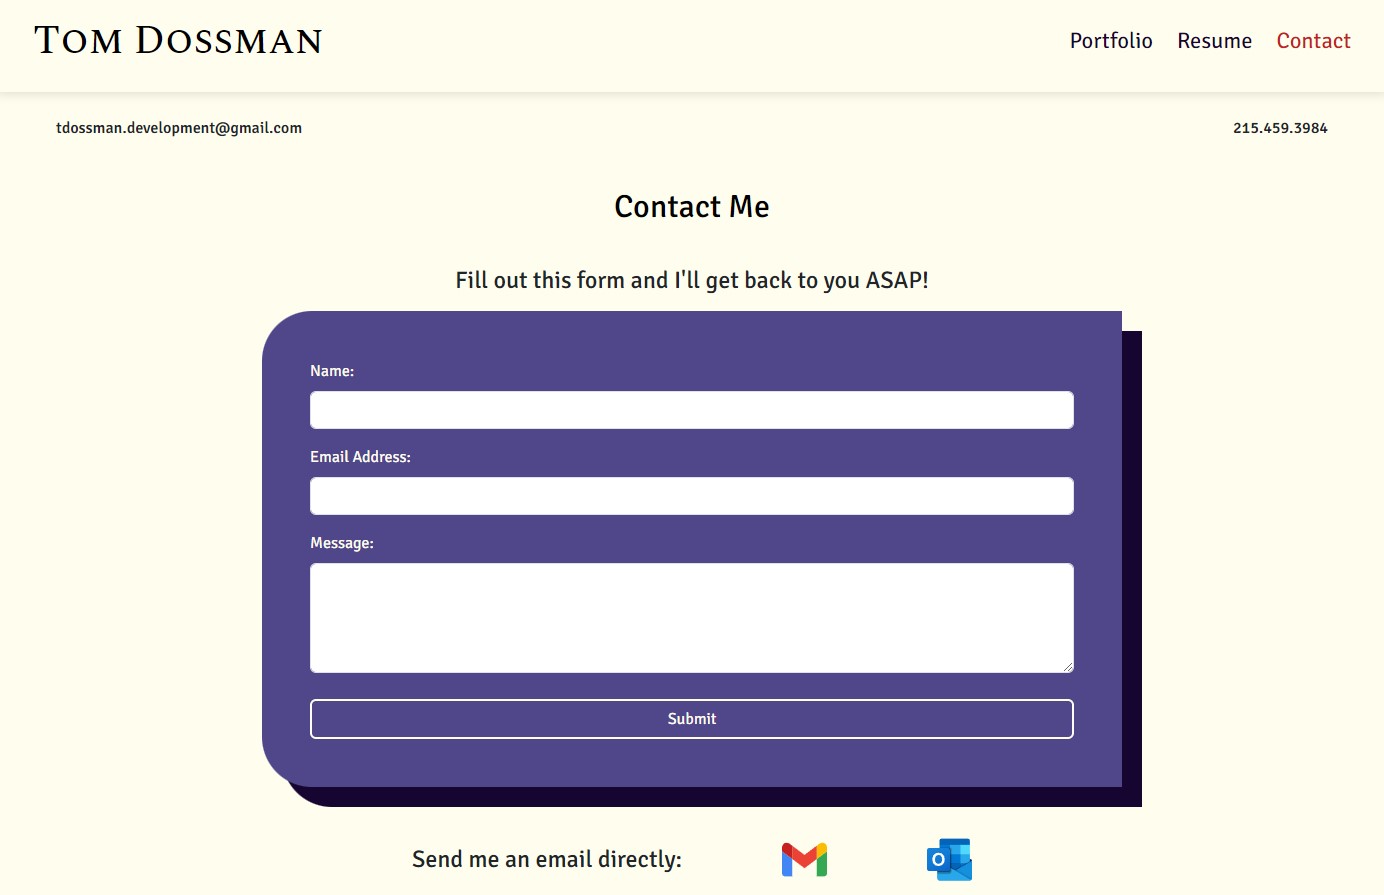 Tom Dossman
Portfolio Resume Contact
tdossman.development@gmail.com
215.459.3984
Contact Me
Fill out this form and I'll get back to you ASAP!
Name:
Email Address:
Message:
Submit
Send me an email directly:
O